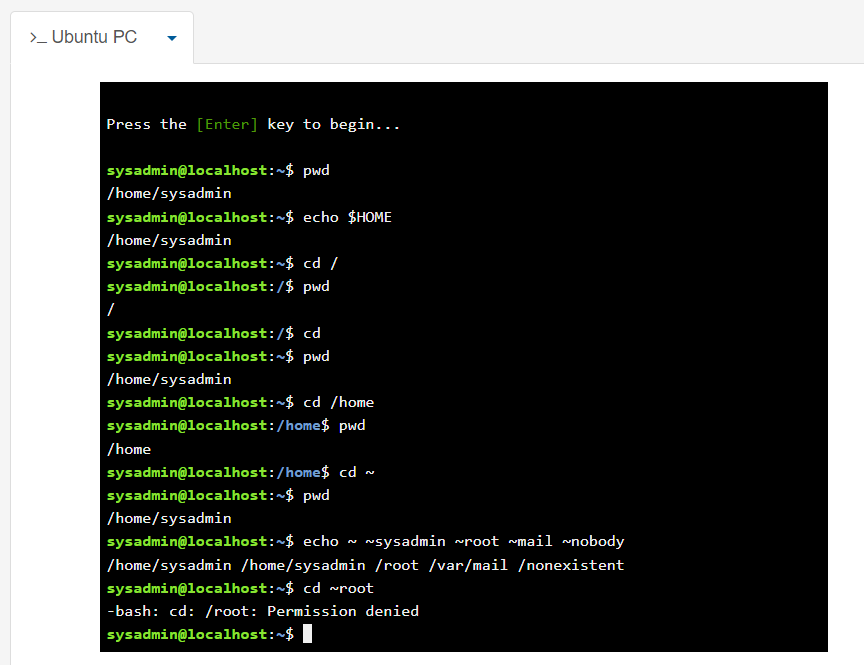 >_ Ubuntu PC
Press the [Enter] key to begin...
sysadmin@localhost:~$ pwd
/home/sysadmin
sysadmin@localhost:~$ echo $HOME
/home/sysadmin
sysadmin@localhost:~$ cd /
sysadmin@localhost:/$ pwd
/
sysadmin@localhost:/$ cd
sysadmin@localhost:~$ pwd
/home/sysadmin
sysadmin@localhost:~$ cd /home
sysadmin@localhost:/home$ pwd
/home
sysadmin@localhost:/home$ cd ~
sysadmin@localhost:~$ pwd
/home/sysadmin
sysadmin@localhost:~$ echo ~ ~sysadmin ~root ~mail ~nobody
/home/sysadmin /home/sysadmin /root /var/mail /nonexistent
sysadmin@localhost:~$ cd ~root
-bash: cd: /root: Permission denied
sysadmin@localhost:~$